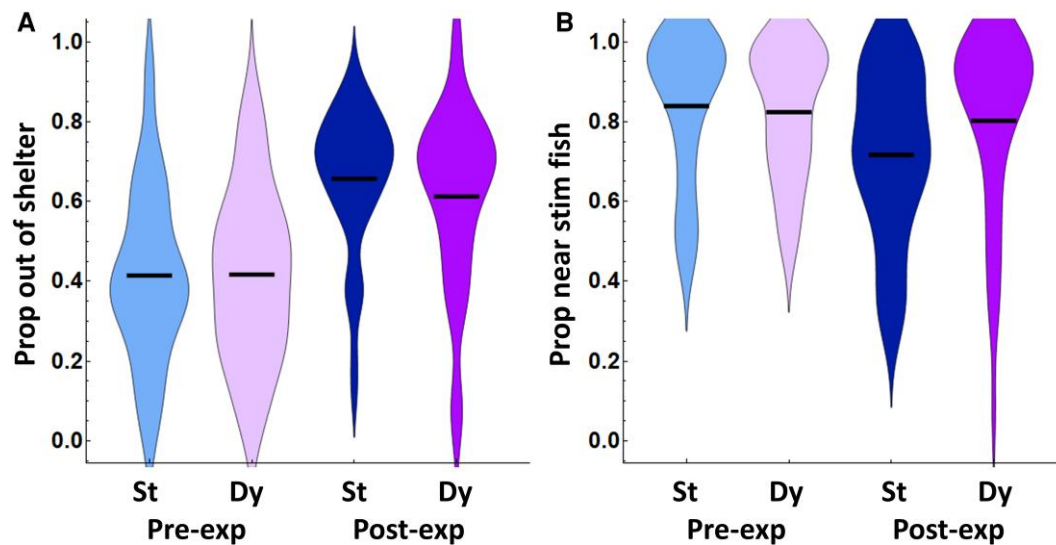 A
Prop out of shelter
1.0
0.8
0.6
0.4
0.2
0.0
St Dy St Dy
Pre-exp Post-exp
B
Prop near stim fish
1.0
0.8
0.6
0.4
0.2
0.0
St Dy St Dy
Pre-exp Post-exp